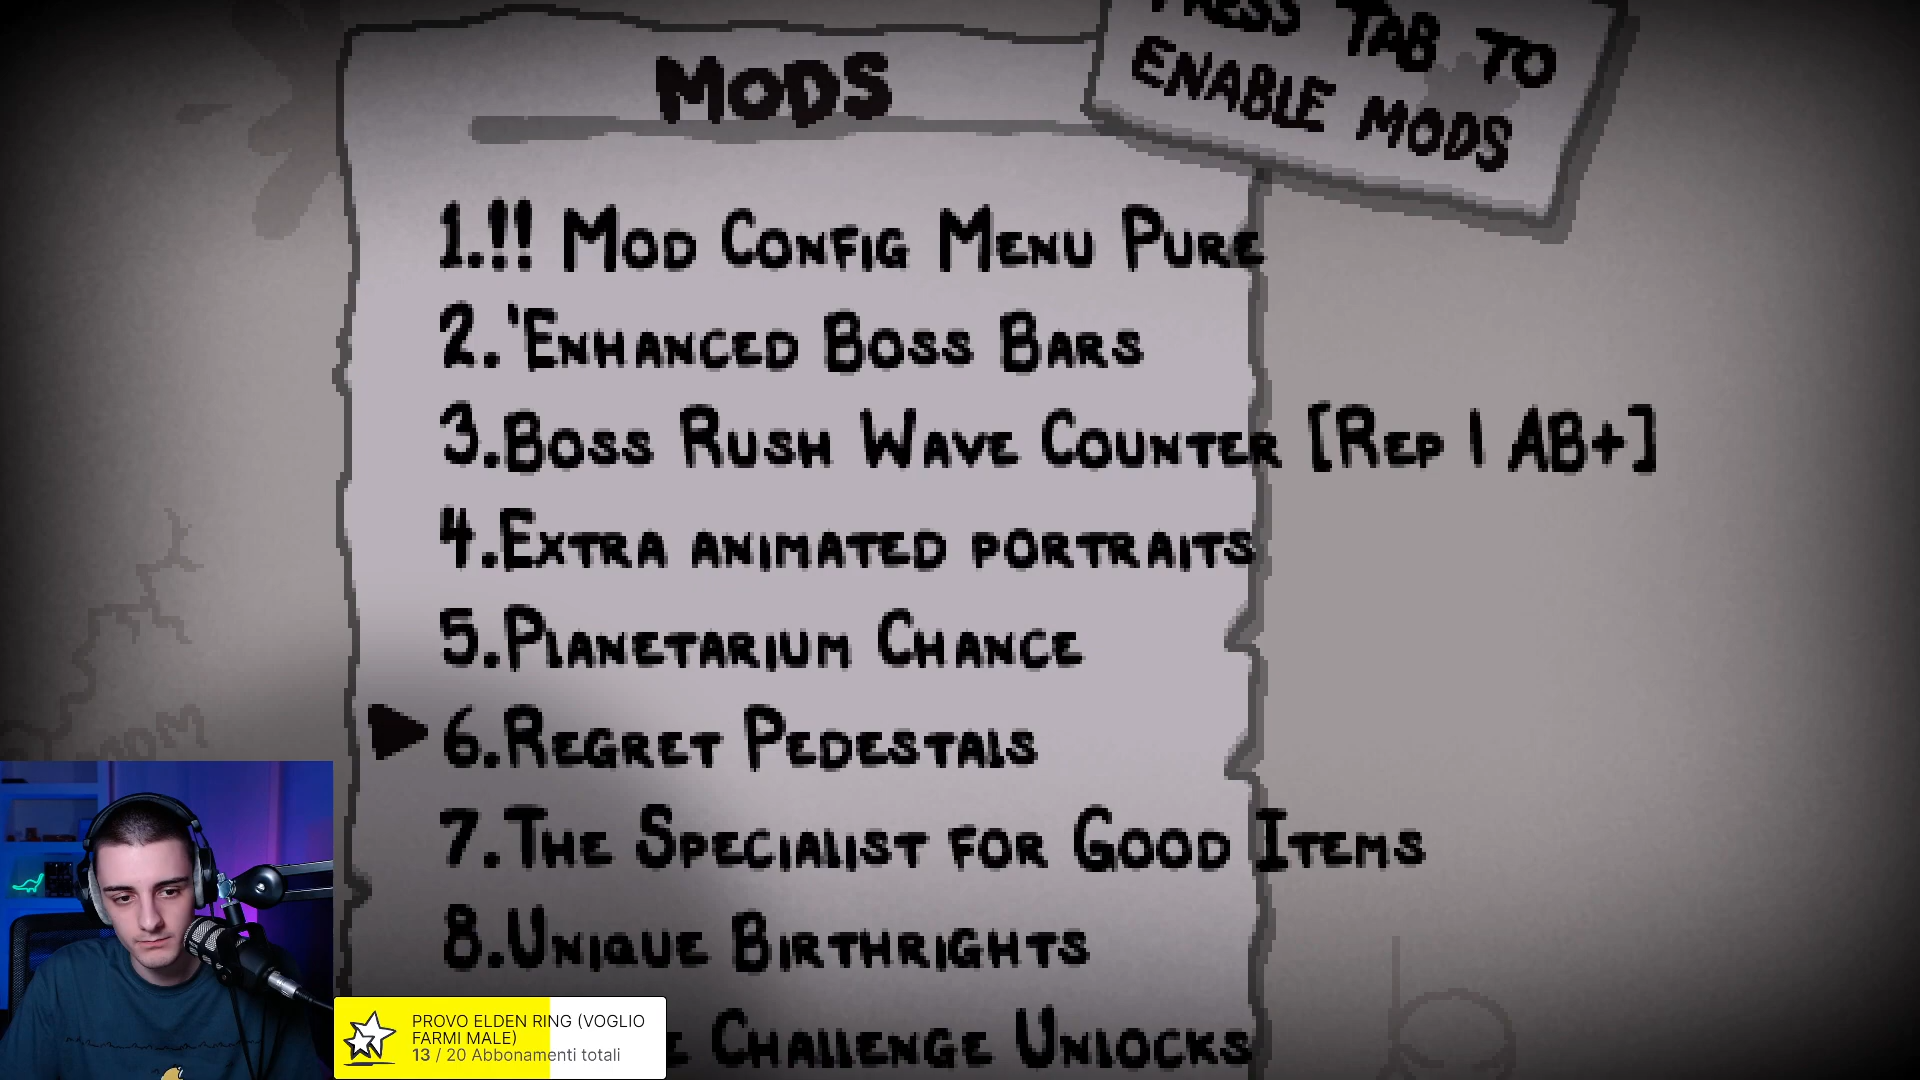 PRESS TAB TO
ENABLE MODS
MODS
1.!! MOD CONFIG MENU PURE
2.'ENHANCED BOSS BARS
3.BOSS RUSH WAVE COUNTER [REP | AB+]
4.EXTRA ANIMATED PORTRAITS
5.PLANETARIUM CHANCE
6.REGRET PEDESTALS
7.THE SPECIALIST FOR GOOD ITEMS
8.UNIQUE BIRTHRIGHTS
CHALLENGE UNLOCKS
MOM
PROVO ELDEN RING (VOGLIO
FARMI MALE)
13 / 20 Abbonamenti totali